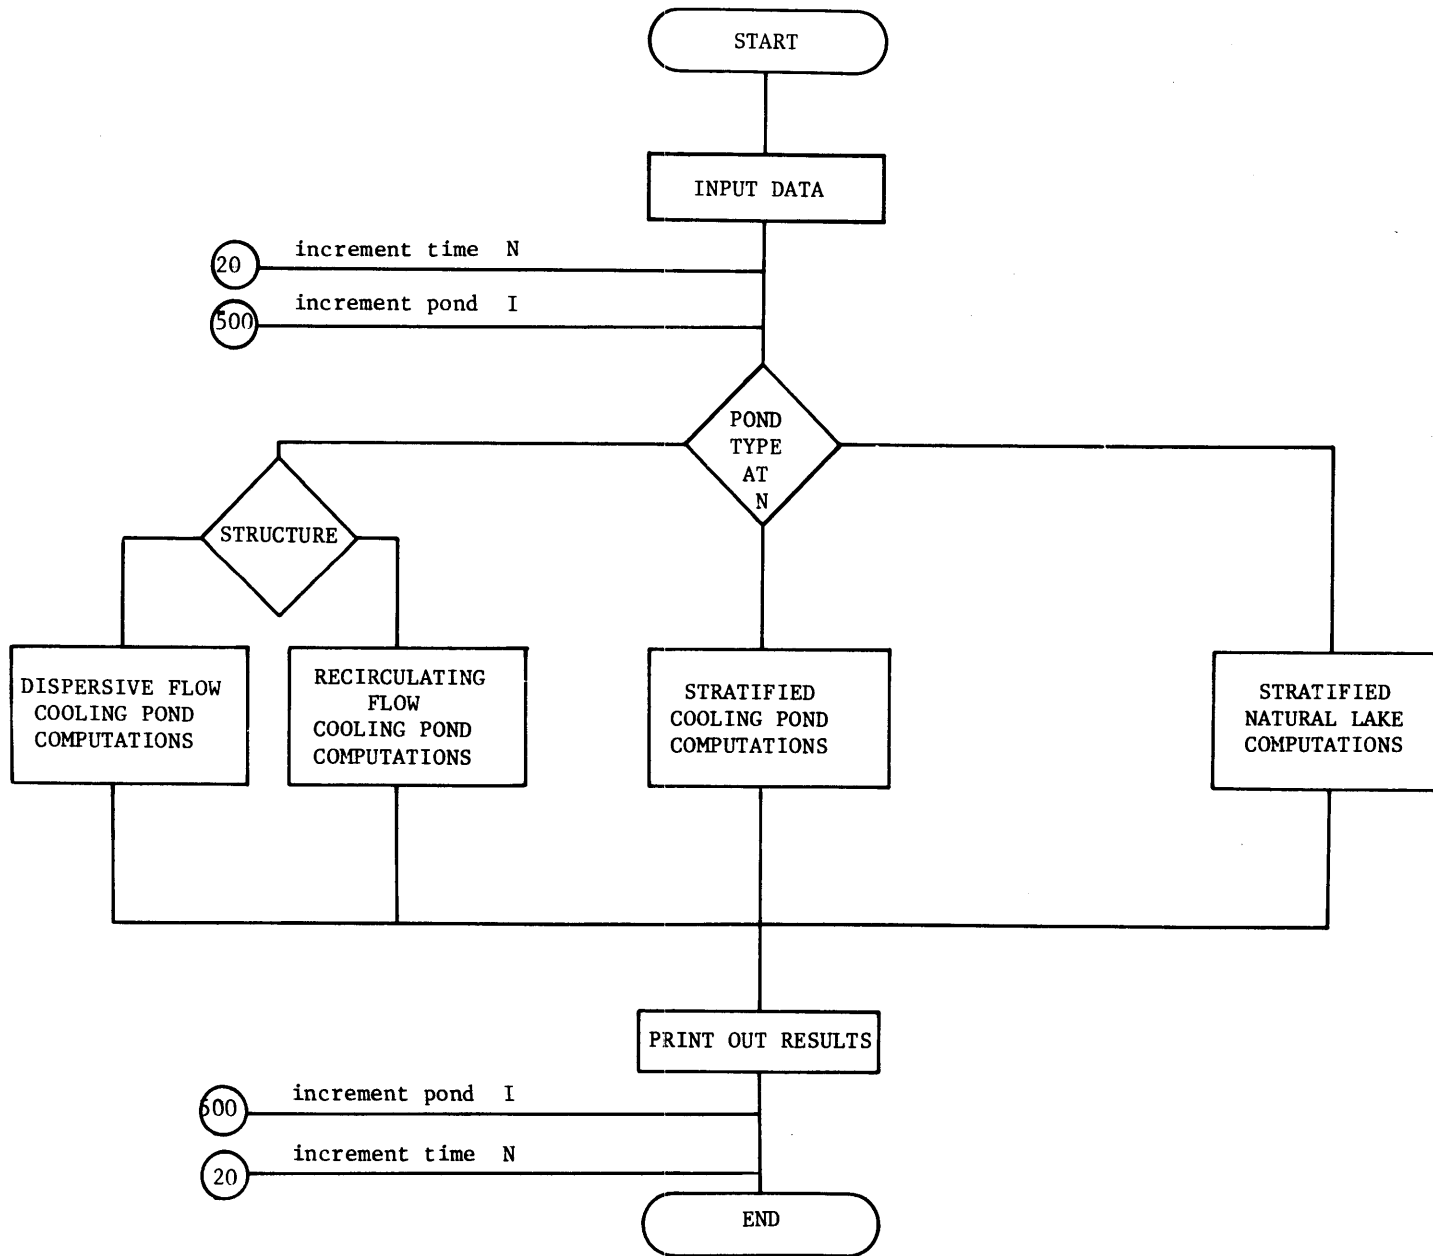 START
INPUT DATA
20
increment time N
500
increment pond I
POND
TYPE
AT
N
STRUCTURE
DISPERSIVE FLOW
COOLING POND
COMPUTATIONS
RECIRCULATING
FLOW
COOLING POND
COMPUTATIONS
STRATIFIED
COOLING POND
COMPUTATIONS
STRATIFIED
NATURAL LAKE
COMPUTATIONS
PRINT OUT RESULTS
500
increment pond I
20
increment time N
END